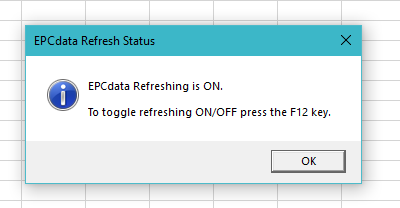 EPCdata Refresh Status
EPCdata Refreshing is ON.
To toggle refreshing ON/OFF press the F12 key.
OK